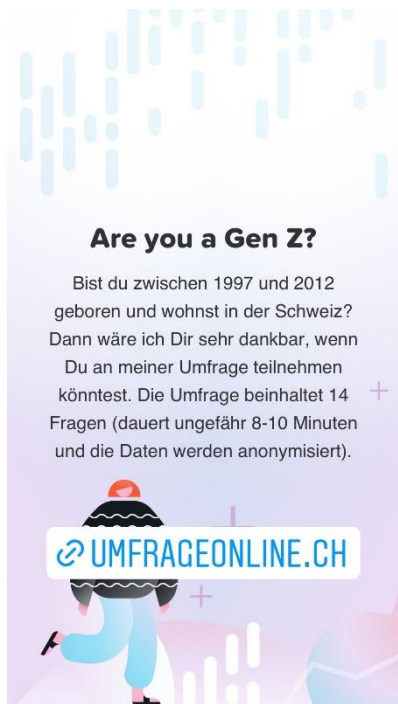 Are you a Gen Z?
Bist du zwischen 1997 und 2012
geboren und wohnst in der Schweiz?
Dann wäre ich Dir sehr dankbar, wenn
Du an meiner Umfrage teilnehmen
könntest. Die Umfrage beinhaltet 14
Fragen (dauert ungefähr 8-10 Minuten
und die Daten werden anonymisiert).
UMFRAGEONLINE.CH